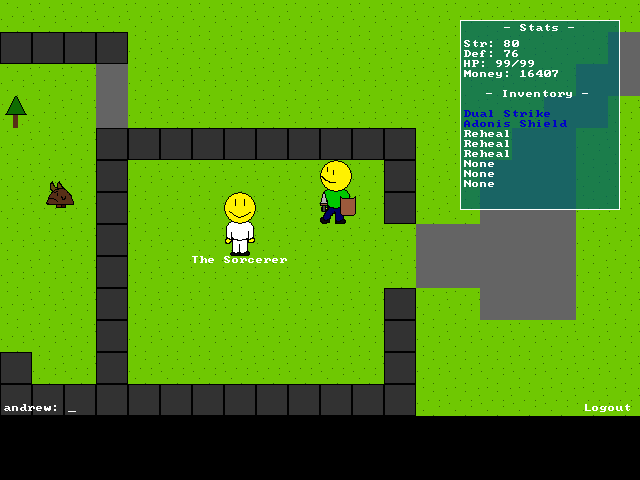 - Stats -
Str: 80
Def: 76
HP: 99/99
Money: 16407
- Inventory -
Dual Strike
Adonis Shield
Reheal
Reheal
Reheal
None
None
None
The Sorcerer
andrew: _
Logout